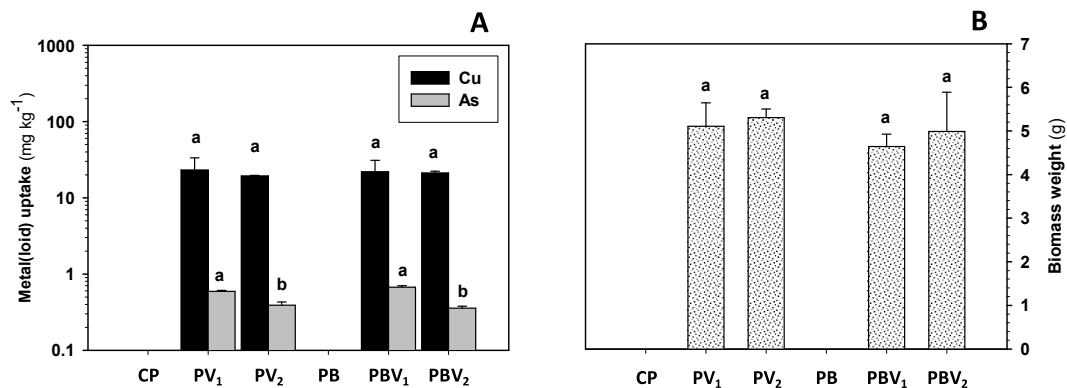 A
1000
100
10
1
0.1
Metal(loid) uptake (mg kg⁻¹)
Cu
As
a a a a
a b a b
CP PV₁ PV₂ PB PBV₁ PBV₂
B
7
6
5
4
3
2
1
0
Biomass weight (g)
a a a a
CP PV₁ PV₂ PB PBV₁ PBV₂